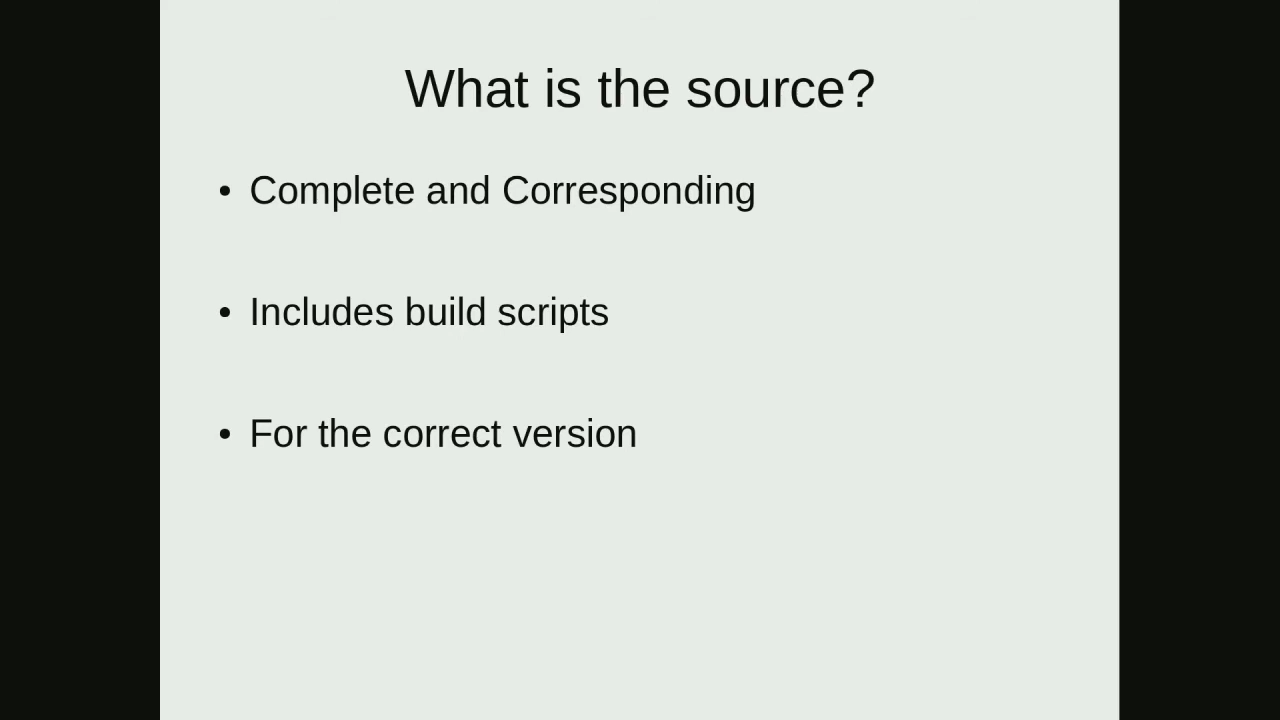 What is the source?
• Complete and Corresponding
• Includes build scripts
• For the correct version